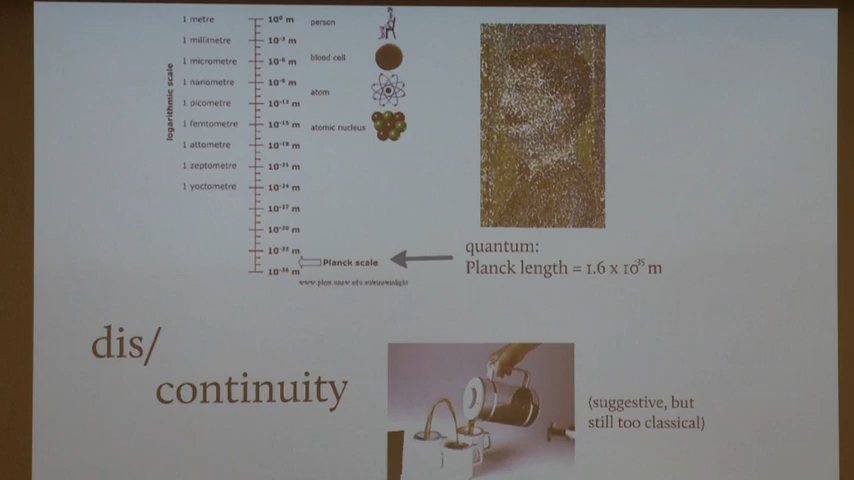 1 metre 10⁰ m person
1 millimetre 10⁻³ m
1 micrometre 10⁻⁶ m blood cell
1 nanometre 10⁻⁹ m
atom
1 picometre 10⁻¹² m
1 femtometre 10⁻¹⁵ m atomic nucleus
1 attometre 10⁻¹⁸ m
1 zeptometre 10⁻²¹ m
1 yoctometre 10⁻²⁴ m
10⁻²⁷ m
10⁻³⁰ m
10⁻³³ m
Planck scale
10⁻³⁶ m
logarithmic scale
quantum:
Planck length = 1.6 x 10⁻³⁵ m
dis/
continuity
(suggestive, but
still too classical)